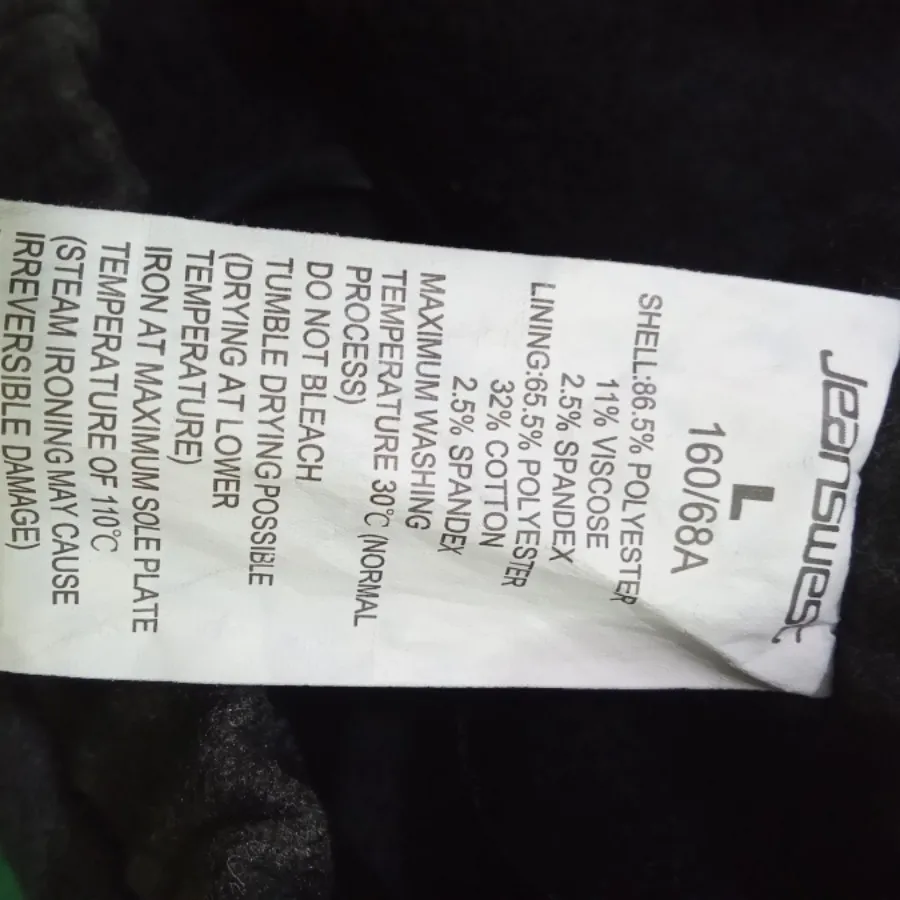 Jeanswest
L
160/68A
SHELL:86.5% POLYESTER
11% VISCOSE
2.5% SPANDEX
LINING:65.5% POLYESTER
32% COTTON
2.5% SPANDEX
MAXIMUM WASHING
TEMPERATURE 30℃ (NORMAL
PROCESS)
DO NOT BLEACH
TUMBLE DRYING POSSIBLE
(DRYING AT LOWER
TEMPERATURE)
IRON AT MAXIMUM SOLE PLATE
TEMPERATURE OF 110℃
(STEAM IRONING MAY CAUSE
IRREVERSIBLE DAMAGE)